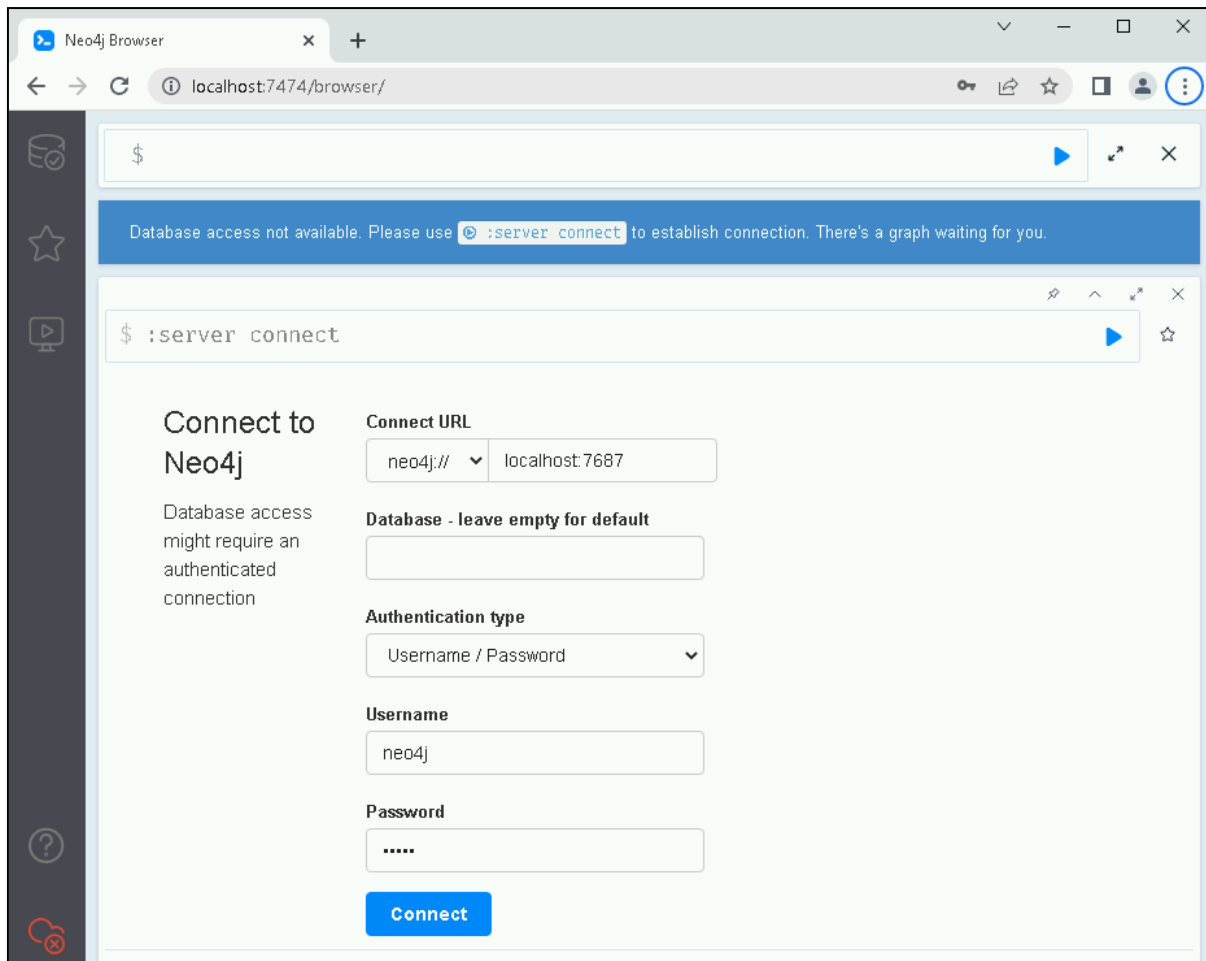 Neo4j Browser
localhost:7474/browser/
$
Database access not available. Please use :server connect to establish connection. There's a graph waiting for you.
$ :server connect
Connect to
Neo4j
Database access
might require an
authenticated
connection
Connect URL
neo4j:// localhost:7687
Database - leave empty for default
Authentication type
Username / Password
Username
neo4j
Password
•••••
Connect